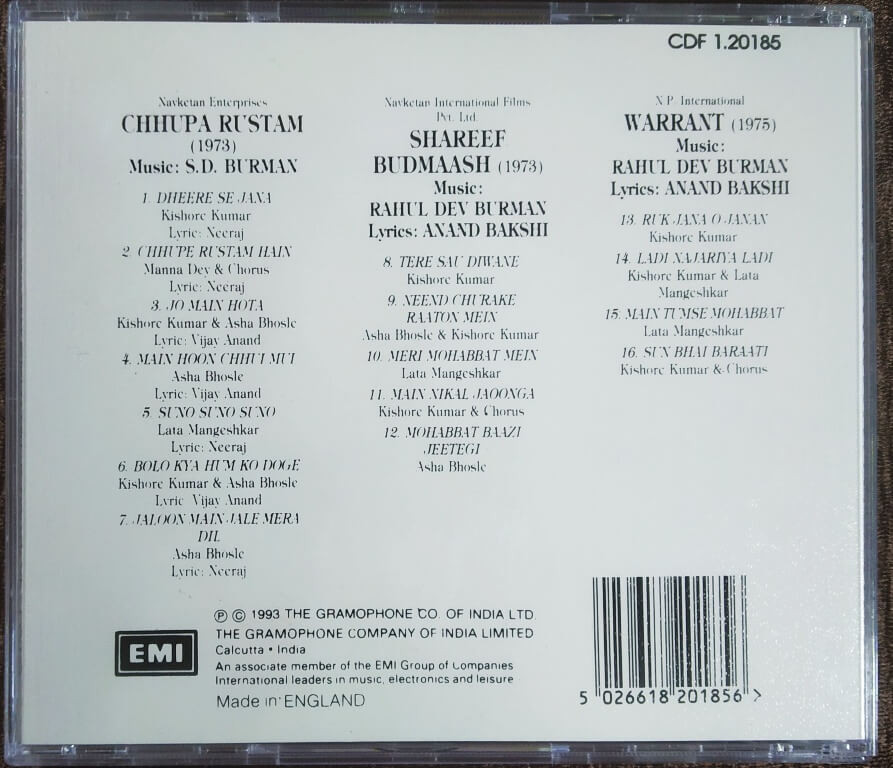 CDF 1.20185
Navketan Enterprises
CHHUPA RUSTAM
(1973)
Music: S.D. BURMAN
1. DHEERE SE JANA
Kishore Kumar
Lyric: Neeraj
2. CHHUPE RUSTAM HAIN
Manna Dey & Chorus
Lyric: Neeraj
3. JO MAIN HOTA
Kishore Kumar & Asha Bhosle
Lyric: Vijay Anand
4. MAIN HOON CHHUI MUI
Asha Bhosle
Lyric: Vijay Anand
5. SUNO SUNO SUNO
Lata Mangeshkar
Lyric: Neeraj
6. BOLO KYA HUM KO DOGE
Kishore Kumar & Asha Bhosle
Lyric: Vijay Anand
7. JALOON MAIN JALE MERA
DIL
Asha Bhosle
Lyric: Neeraj
Navketan International Films
Pvt. Ltd.
SHAREEF
BUDMAASH (1973)
Music:
RAHUL DEV BURMAN
Lyrics: ANAND BAKSHI
8. TERE SAU DIWANE
Kishore Kumar
9. NEEND CHURAKE
RAATON MEIN
Asha Bhosle & Kishore Kumar
10. MERI MOHABBAT MEIN
Lata Mangeshkar
11. MAIN NIKAL JAOONGA
Kishore Kumar & Chorus
12. MOHABBAT BAAZI
JEETEGI
Asha Bhosle
N.P. International
WARRANT (1975)
Music:
RAHUL DEV BURMAN
Lyrics: ANAND BAKSHI
13. RUK JANA O JANAN
Kishore Kumar
14. LADI NAJARIYA LADI
Kishore Kumar & Lata
Mangeshkar
15. MAIN TUMSE MOHABBAT
Lata Mangeshkar
16. SUN BHAI BARAATI
Kishore Kumar & Chorus
EMI
℗ © 1993 THE GRAMOPHONE CO. OF INDIA LTD.
THE GRAMOPHONE COMPANY OF INDIA LIMITED
Calcutta • India
An associate member of the EMI Group of Companies
International leaders in music, electronics and leisure
Made in ENGLAND
5 026618 201856 >